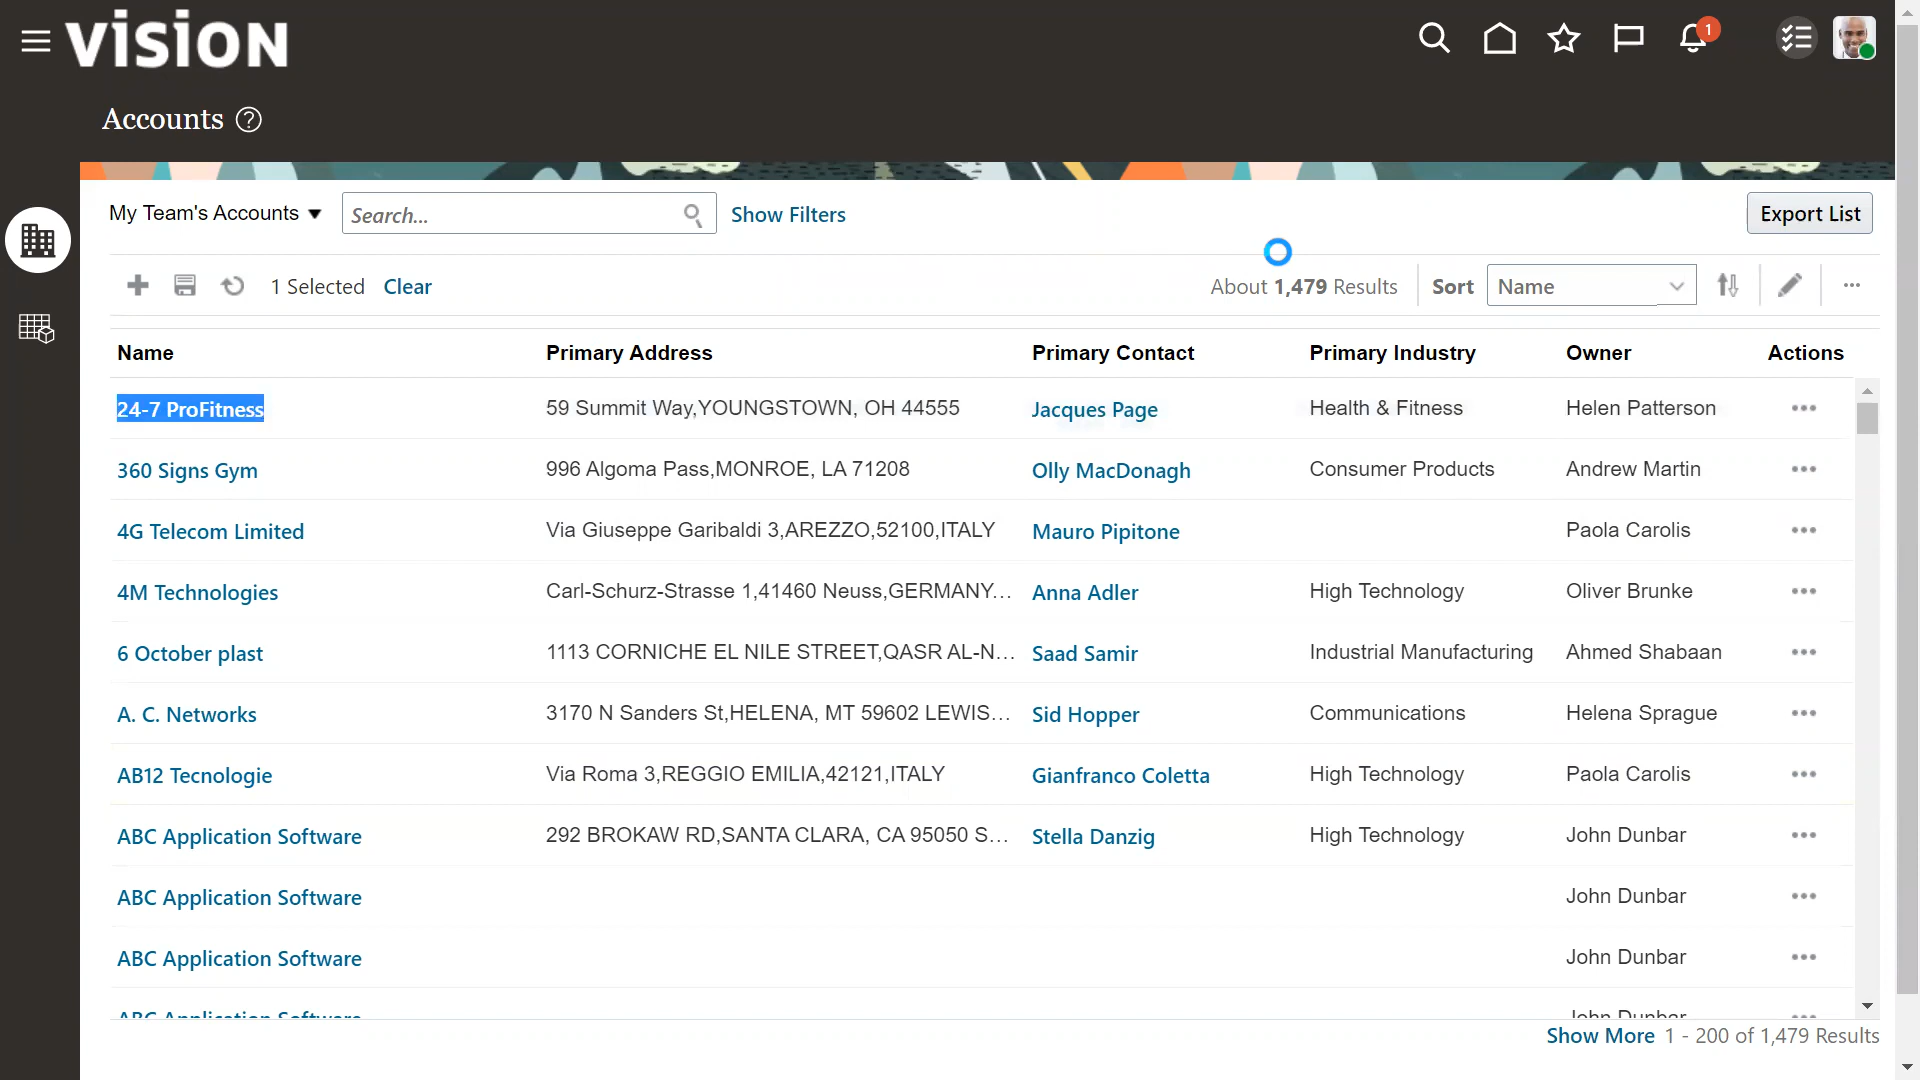 vision
1
Accounts ?
My Team's Accounts Search... Show Filters Export List
1 Selected Clear About 1,479 Results Sort Name
Name Primary Address Primary Contact Primary Industry Owner Actions
24-7 ProFitness 59 Summit Way,YOUNGSTOWN, OH 44555 Jacques Page Health & Fitness Helen Patterson
360 Signs Gym 996 Algoma Pass,MONROE, LA 71208 Olly MacDonagh Consumer Products Andrew Martin
4G Telecom Limited Via Giuseppe Garibaldi 3,AREZZO,52100,ITALY Mauro Pipitone Paola Carolis
4M Technologies Carl-Schurz-Strasse 1,41460 Neuss,GERMANY... Anna Adler High Technology Oliver Brunke
6 October plast 1113 CORNICHE EL NILE STREET,QASR AL-N... Saad Samir Industrial Manufacturing Ahmed Shabaan
A. C. Networks 3170 N Sanders St,HELENA, MT 59602 LEWIS... Sid Hopper Communications Helena Sprague
AB12 Tecnologie Via Roma 3,REGGIO EMILIA,42121,ITALY Gianfranco Coletta High Technology Paola Carolis
ABC Application Software 292 BROKAW RD,SANTA CLARA, CA 95050 S... Stella Danzig High Technology John Dunbar
ABC Application Software John Dunbar
ABC Application Software John Dunbar
ABC Application Software John Dunbar
Show More 1 - 200 of 1,479 Results